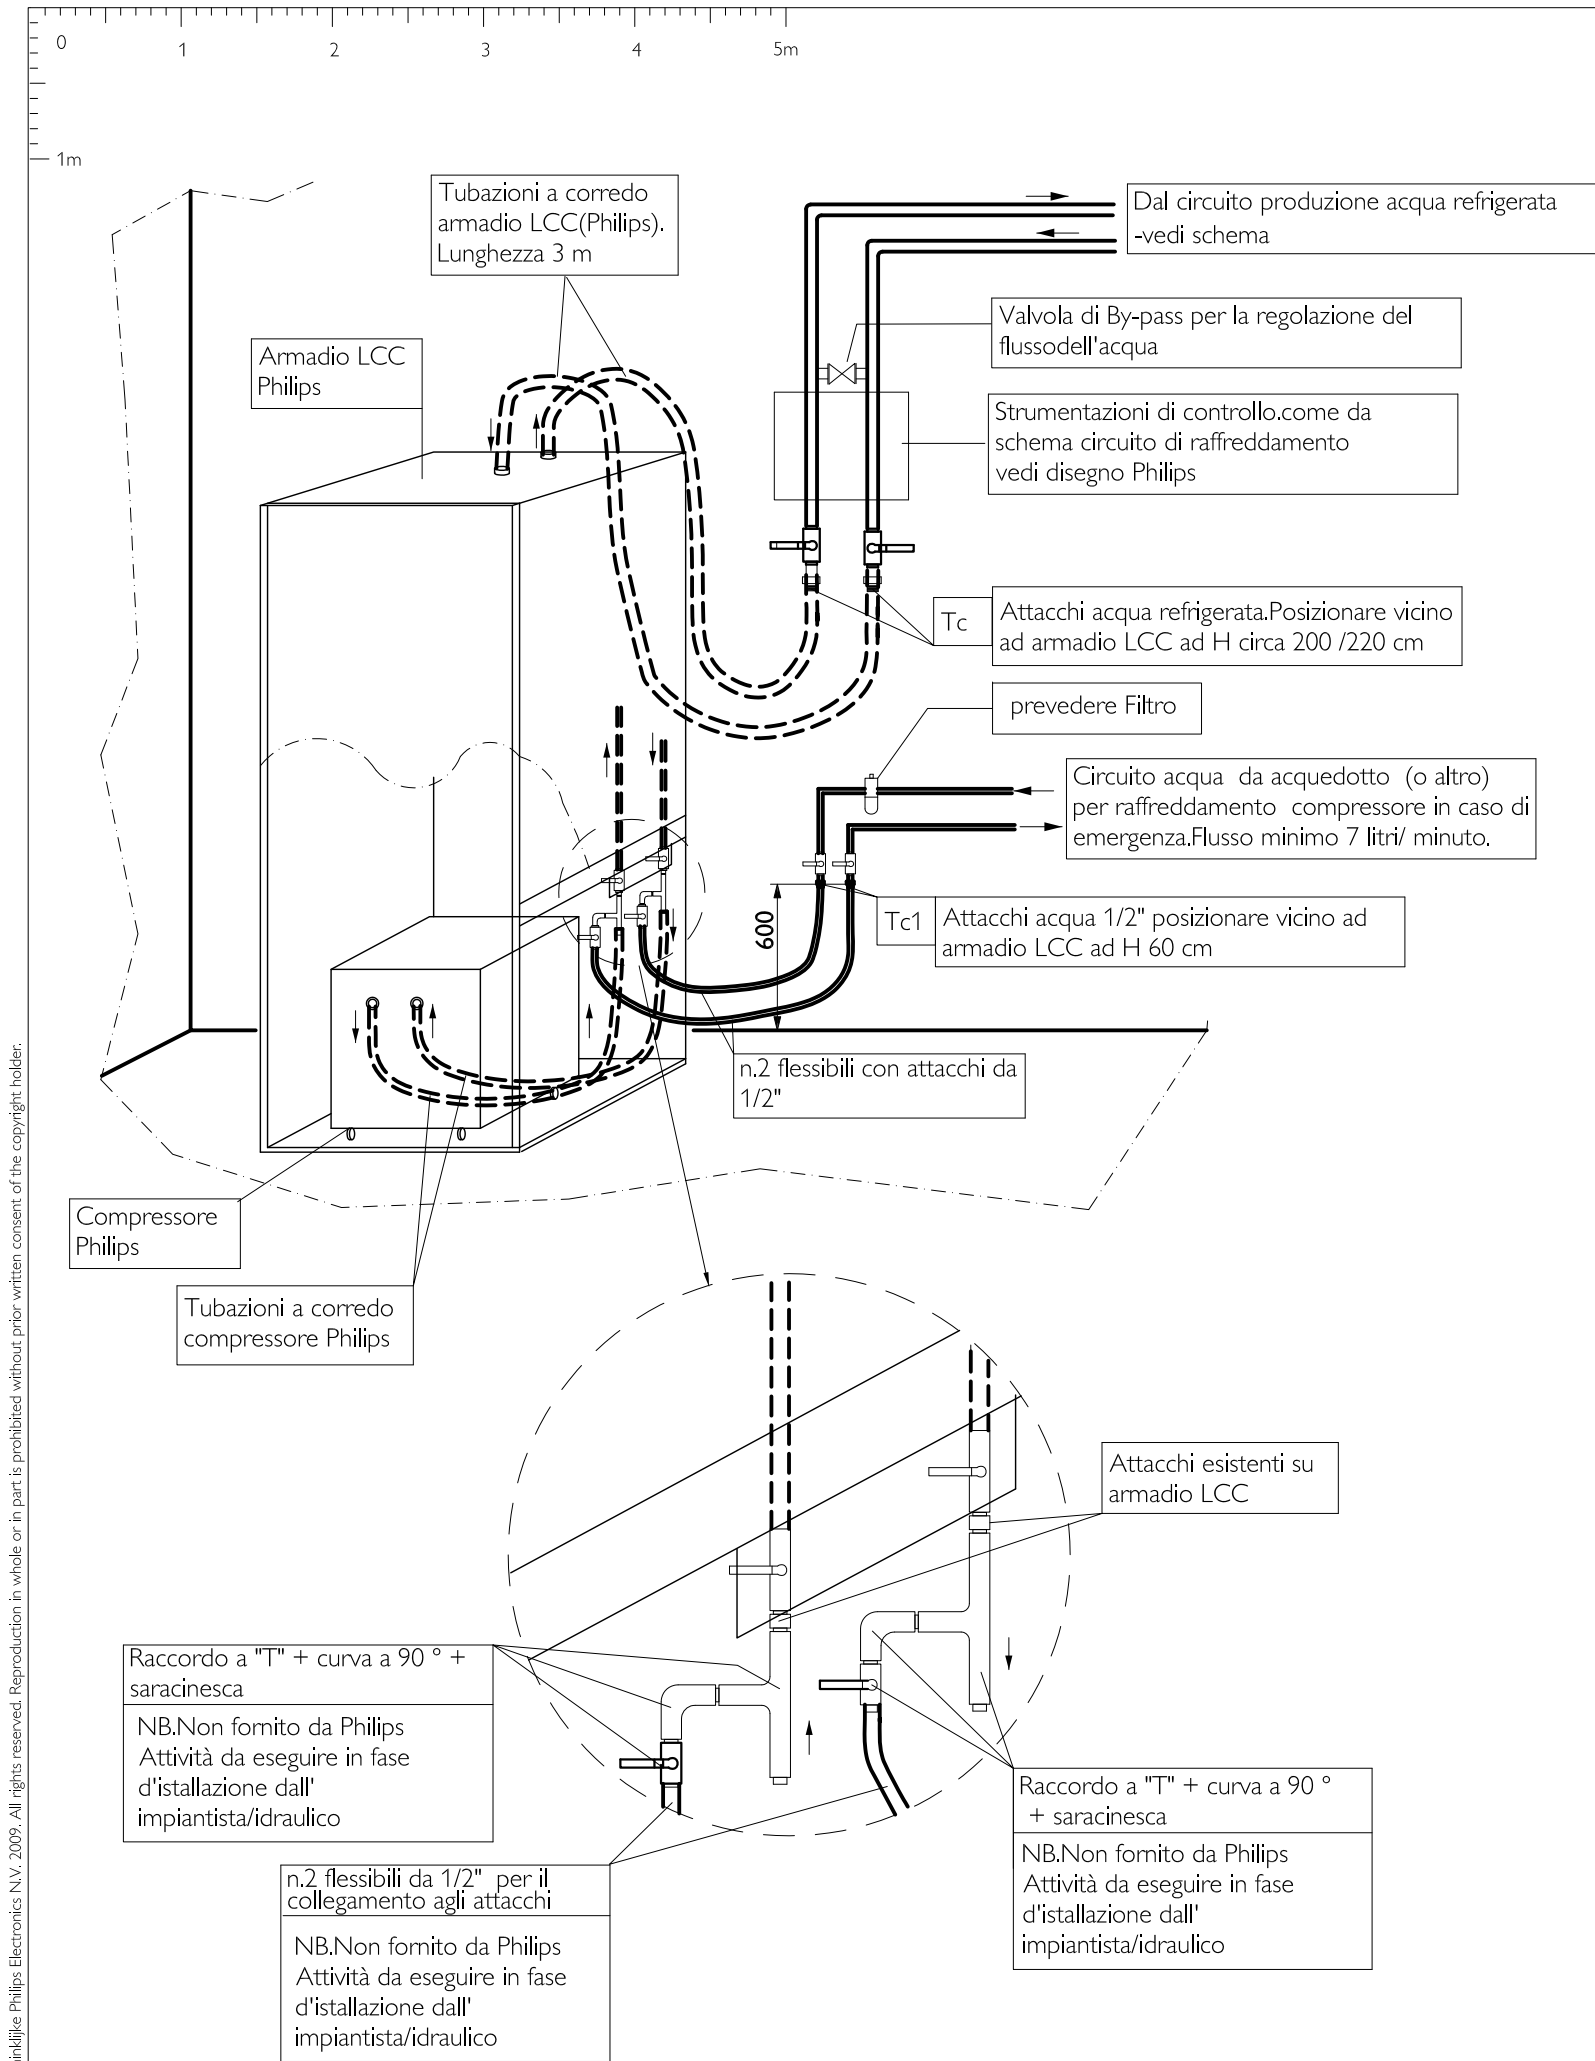 0
1
2
3
4
5m
1m
Tubazioni a corredo
armadio LCC(Philips).
Lunghezza 3 m
Dal circuito produzione acqua refrigerata
-vedi schema
Armadio LCC
Philips
Valvola di By-pass per la regolazione del
flussodell'acqua
Strumentazioni di controllo.come da
schema circuito di raffreddamento
vedi disegno Philips
Tc
Attacchi acqua refrigerata.Posizionare vicino
ad armadio LCC ad H circa 200 /220 cm
prevedere Filtro
Circuito acqua da acquedotto (o altro)
per raffreddamento compressore in caso di
emergenza.Flusso minimo 7 litri/ minuto.
600
Tc1
Attacchi acqua 1/2" posizionare vicino ad
armadio LCC ad H 60 cm
n.2 flessibili con attacchi da
1/2"
Compressore
Philips
Tubazioni a corredo
compressore Philips
Attacchi esistenti su
armadio LCC
Raccordo a "T" + curva a 90 ° +
saracinesca
NB.Non fornito da Philips
Attività da eseguire in fase
d'istallazione dall'
impiantista/idraulico
Raccordo a "T" + curva a 90 °
+ saracinesca
NB.Non fornito da Philips
Attività da eseguire in fase
d'istallazione dall'
impiantista/idraulico
n.2 flessibili da 1/2" per il
collegamento agli attacchi
NB.Non fornito da Philips
Attività da eseguire in fase
d'istallazione dall'
impiantista/idraulico
Philips Electronics N.V. 2009. All rights reserved. Reproduction in whole or in part is prohibited without prior written consent of the copyright holder.